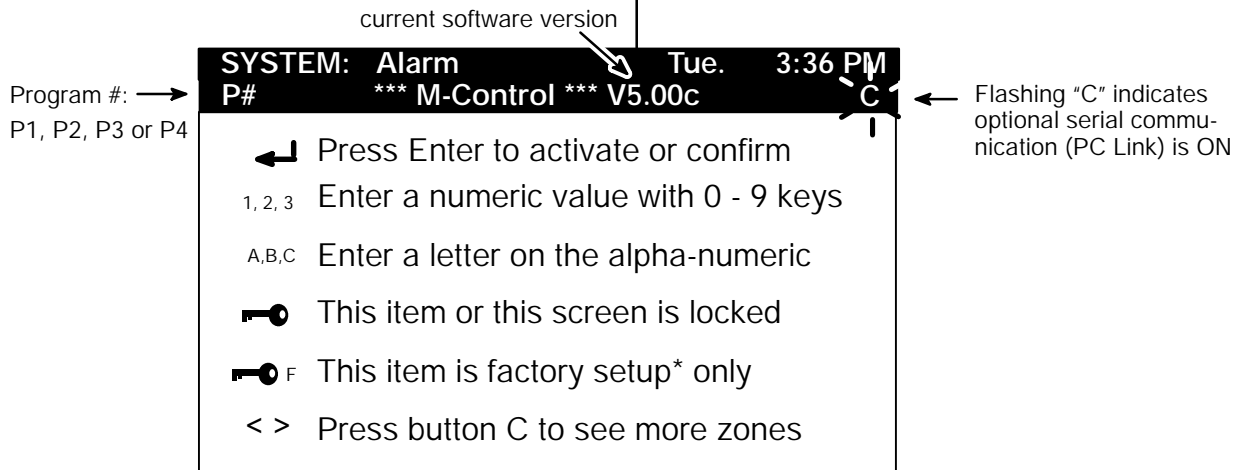 current software version
SYSTEM: Alarm Tue. 3:36 PM
P# *** M-Control *** V5.00c C
Program #:
P1, P2, P3 or P4
Flashing “C” indicates
optional serial commu-
nication (PC Link) is ON
Press Enter to activate or confirm
1, 2, 3 Enter a numeric value with 0 - 9 keys
A,B,C Enter a letter on the alpha-numeric
This item or this screen is locked
F This item is factory setup* only
< > Press button C to see more zones